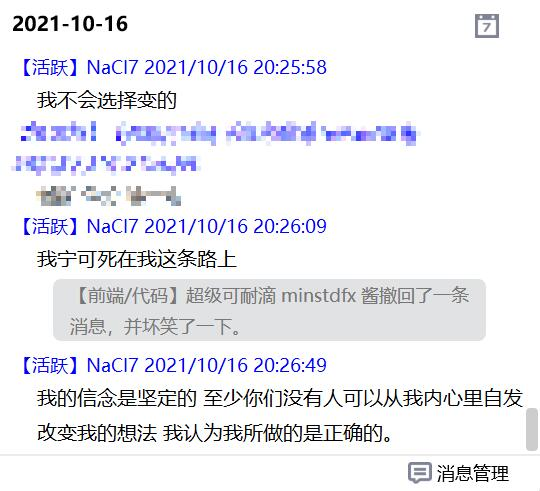 2021-10-16
7
【活跃】NaCl7 2021/10/16 20:25:58
我不会选择变的
【活跃】NaCl7 2021/10/16 20:26:09
我宁可死在我这条路上
【前端/代码】超级可耐滴 minstdfx 酱撤回了一条
消息，并坏笑了一下。
【活跃】NaCl7 2021/10/16 20:26:49
我的信念是坚定的 至少你们没有人可以从我内心里自发
改变我的想法 我认为我所做的是正确的。
消息管理